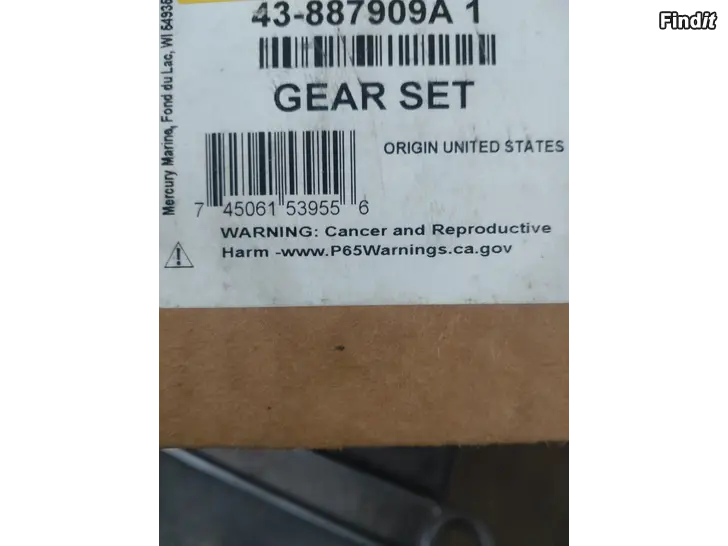 Findit
43-887909A 1
GEAR SET
ORIGIN UNITED STATES
7 45061 53955 6
WARNING: Cancer and Reproductive
Harm -www.P65Warnings.ca.gov
Mercury Marine, Fond du Lac, WI 54935